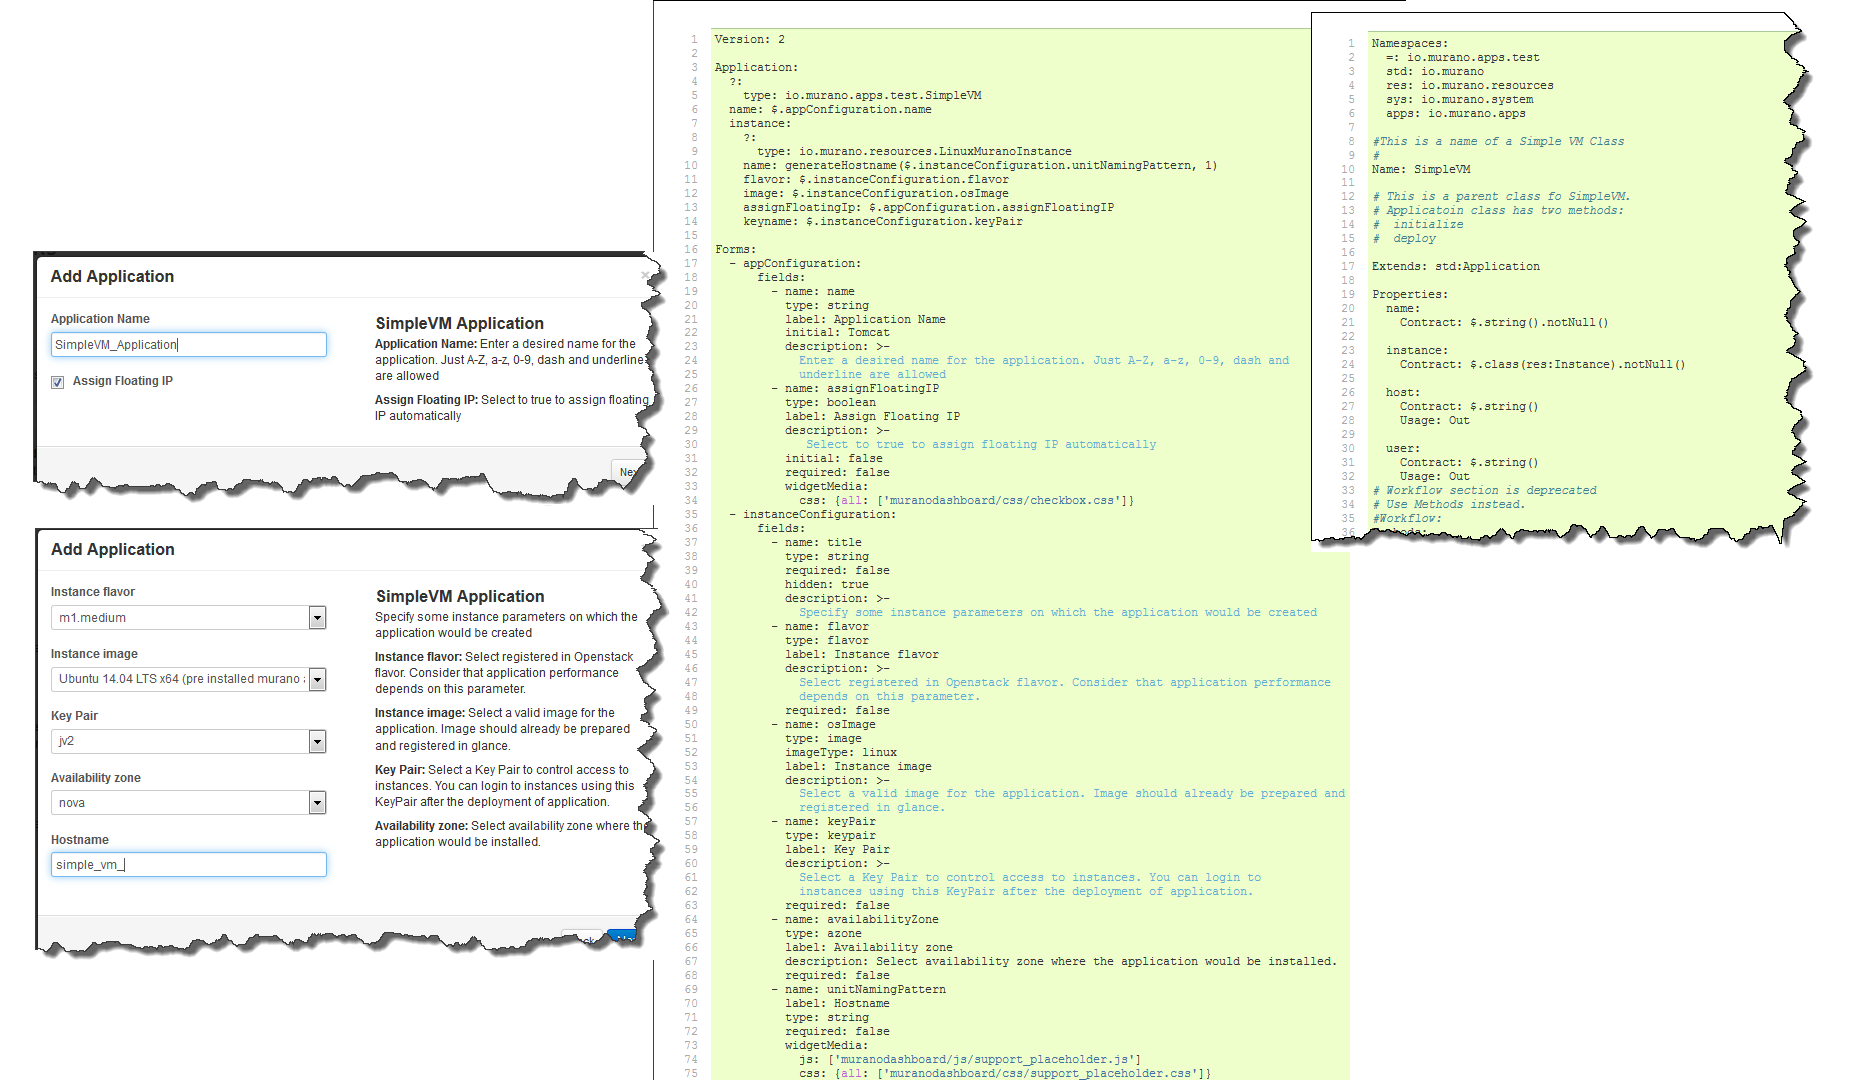 Add Application
×
Application Name
SimpleVM_Application
Assign Floating IP
SimpleVM Application
Application Name: Enter a desired name for the
application. Just A-Z, a-z, 0-9, dash and underline
are allowed
Assign Floating IP: Select to true to assign floating
IP automatically
Add Application
Instance flavor
m1.medium
Instance image
Ubuntu 14.04 LTS x64 (pre installed murano
Key Pair
jv2
Availability zone
nova
Hostname
simple_vm_
SimpleVM Application
Specify some instance parameters on which the
application would be created
Instance flavor: Select registered in Openstack
flavor. Consider that application performance
depends on this parameter.
Instance image: Select a valid image for the
application. Image should already be prepared
and registered in glance.
Key Pair: Select a Key Pair to control access to
instances. You can login to instances using this
KeyPair after the deployment of application.
Availability zone: Select availability zone where the
application would be installed.
1 Version: 2
2
3 Application:
4 ?:
5 type: io.murano.apps.test.SimpleVM
6 name: $.appConfiguration.name
7 instance:
8 ?:
9 type: io.murano.resources.LinuxMuranoInstance
10 name: generateHostname($.instanceConfiguration.unitNamingPattern, 1)
11 flavor: $.instanceConfiguration.flavor
12 image: $.instanceConfiguration.osImage
13 assignFloatingIp: $.appConfiguration.assignFloatingIP
14 keyname: $.instanceConfiguration.keyPair
15
16 Forms:
17 - appConfiguration:
18 fields:
19 - name: name
20 type: string
21 label: Application Name
22 initial: Tomcat
23 description: >-
24 Enter a desired name for the application. Just A-Z, a-z, 0-9, dash and
25 underline are allowed
26 - name: assignFloatingIP
27 type: boolean
28 label: Assign Floating IP
29 description: >-
30 Select to true to assign floating IP automatically
31 initial: false
32 required: false
33 widgetMedia:
34 css: {all: ['muranodashboard/css/checkbox.css']}
35 - instanceConfiguration:
36 fields:
37 - name: title
38 type: string
39 required: false
40 hidden: true
41 description: >-
42 Specify some instance parameters on which the application would be created
43 - name: flavor
44 type: flavor
45 label: Instance flavor
46 description: >-
47 Select registered in Openstack flavor. Consider that application performance
48 depends on this parameter.
49 required: false
50 - name: osImage
51 type: image
52 imageType: linux
53 label: Instance image
54 description: >-
55 Select a valid image for the application. Image should already be prepared and
56 registered in glance.
57 - name: keyPair
58 type: keypair
59 label: Key Pair
60 description: >-
61 Select a Key Pair to control access to instances. You can login to
62 instances using this KeyPair after the deployment of application.
63 required: false
64 - name: availabilityZone
65 type: azone
66 label: Availability zone
67 description: Select availability zone where the application would be installed.
68 required: false
69 - name: unitNamingPattern
70 label: Hostname
71 type: string
72 required: false
73 widgetMedia:
74 js: ['muranodashboard/js/support_placeholder.js']
75 css: {all: ['muranodashboard/css/support_placeholder.css']}
1 Namespaces:
2 =: io.murano.apps.test
3 std: io.murano
4 res: io.murano.resources
5 sys: io.murano.system
6 apps: io.murano.apps
7
8 #This is a name of a Simple VM Class
9 #
10 Name: SimpleVM
11
12 # This is a parent class fo SimpleVM.
13 # Applicatoin class has two methods:
14 # initialize
15 # deploy
16
17 Extends: std:Application
18
19 Properties:
20 name:
21 Contract: $.string().notNull()
22
23 instance:
24 Contract: $.class(res:Instance).notNull()
25
26 host:
27 Contract: $.string()
28 Usage: Out
29
30 user:
31 Contract: $.string()
32 Usage: Out
33 # Workflow section is deprecated
34 # Use Methods instead.
35 #Workflow:
36